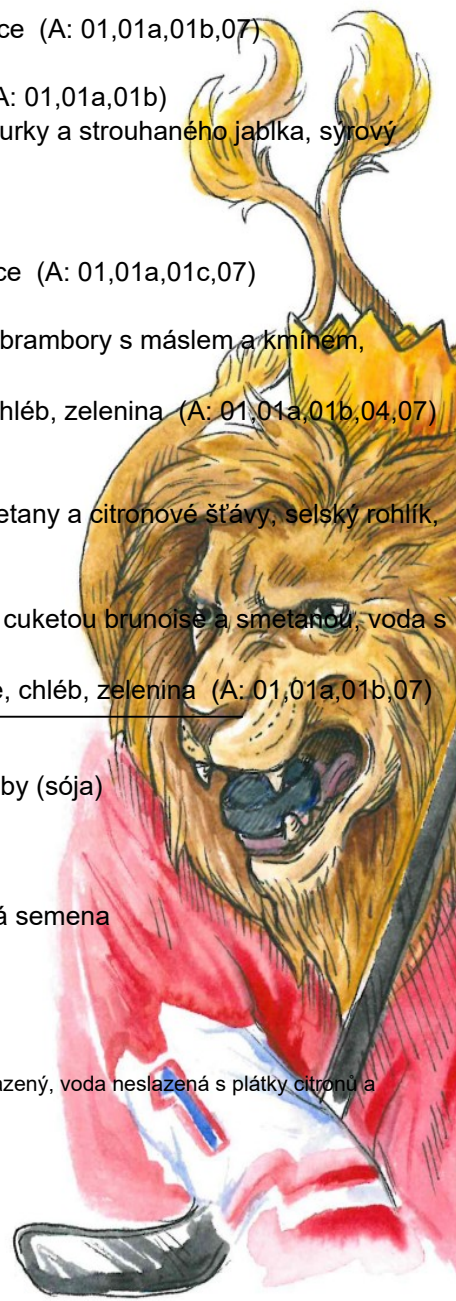 ce (A: 01,01a,01b,07)
A: 01,01a,01b)
urky a strouhaného jablka, sýrový
ce (A: 01,01a,01c,07)
brambory s máslem a kmínem,
hléb, zelenina (A: 01,01a,01b,04,07)
etany a citronové šťávy, selský rohlík,
cuketou brunoise a smetanou, voda s
e, chléb, zelenina (A: 01,01a,01b,07)
by (sója)
á semena
azený, voda neslazená s plátky citronů a